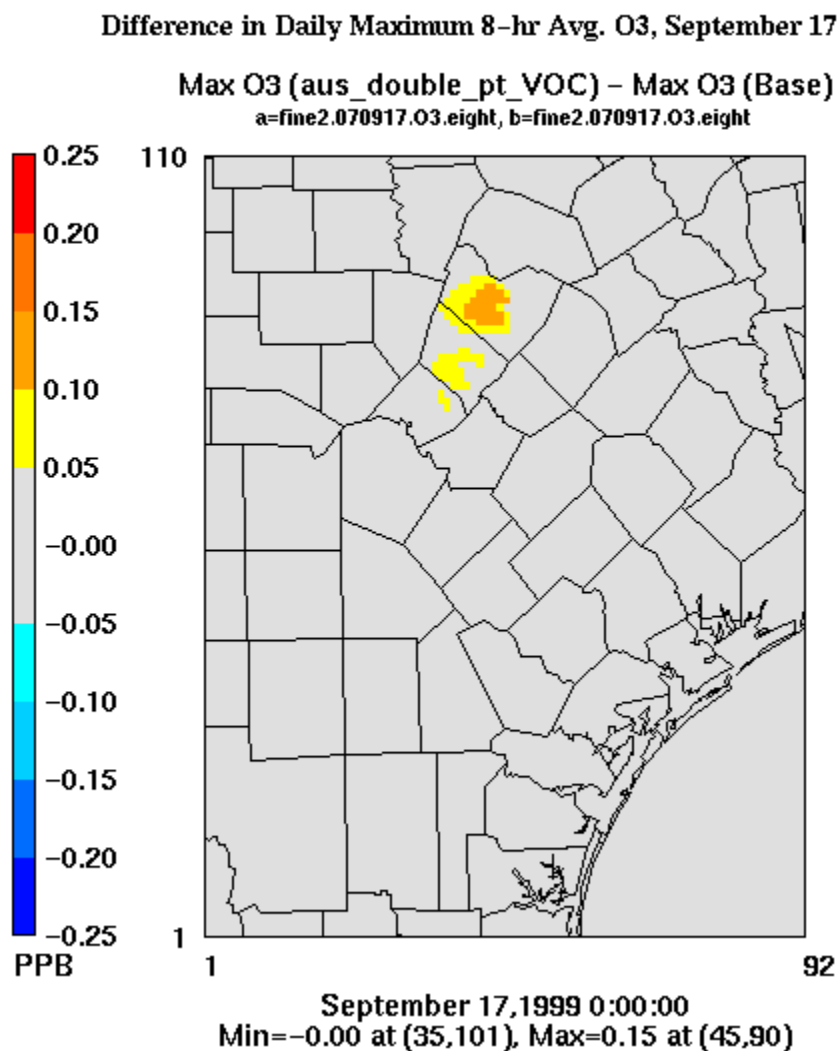 Difference in Daily Maximum 8-hr Avg. O3, September 17
Max O3 (aus_double_pt_VOC) – Max O3 (Base)
a=fine2.070917.O3.eight, b=fine2.070917.O3.eight
0.25
0.20
0.15
0.10
0.05
-0.00
-0.05
-0.10
-0.15
-0.20
-0.25
PPB
110
1
1
92
September 17,1999 0:00:00
Min=-0.00 at (35,101), Max=0.15 at (45,90)